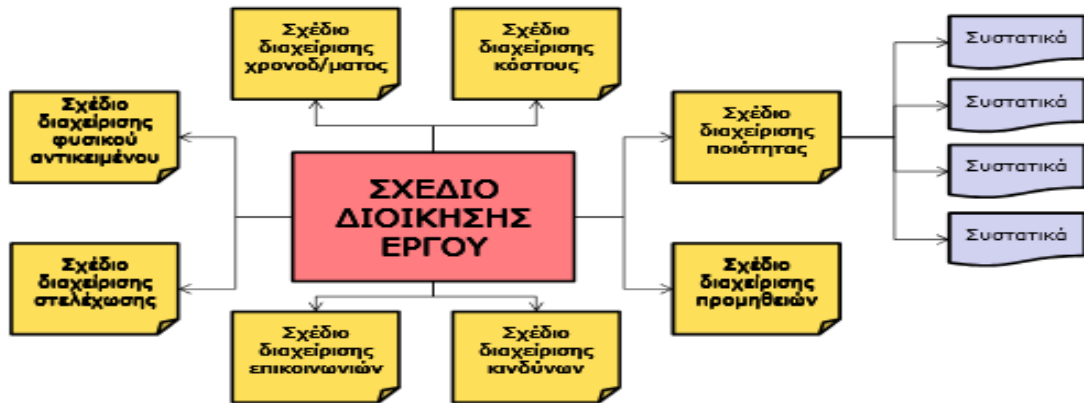 Σχέδιο
διαχείρισης
χρονοδ/ματος
Σχέδιο
διαχείρισης
κόστους
Συστατικά
Σχέδιο
διαχείρισης
φυσικού
αντικειμένου
Σχέδιο
διαχείρισης
ποιότητας
Συστατικά
ΣΧΕΔΙΟ
ΔΙΟΙΚΗΣΗΣ
ΕΡΓΟΥ
Συστατικά
Συστατικά
Σχέδιο
διαχείρισης
στελέχωσης
Σχέδιο
διαχείρισης
προμηθειών
Σχέδιο
διαχείρισης
επικοινωνιών
Σχέδιο
διαχείρισης
κινδύνων